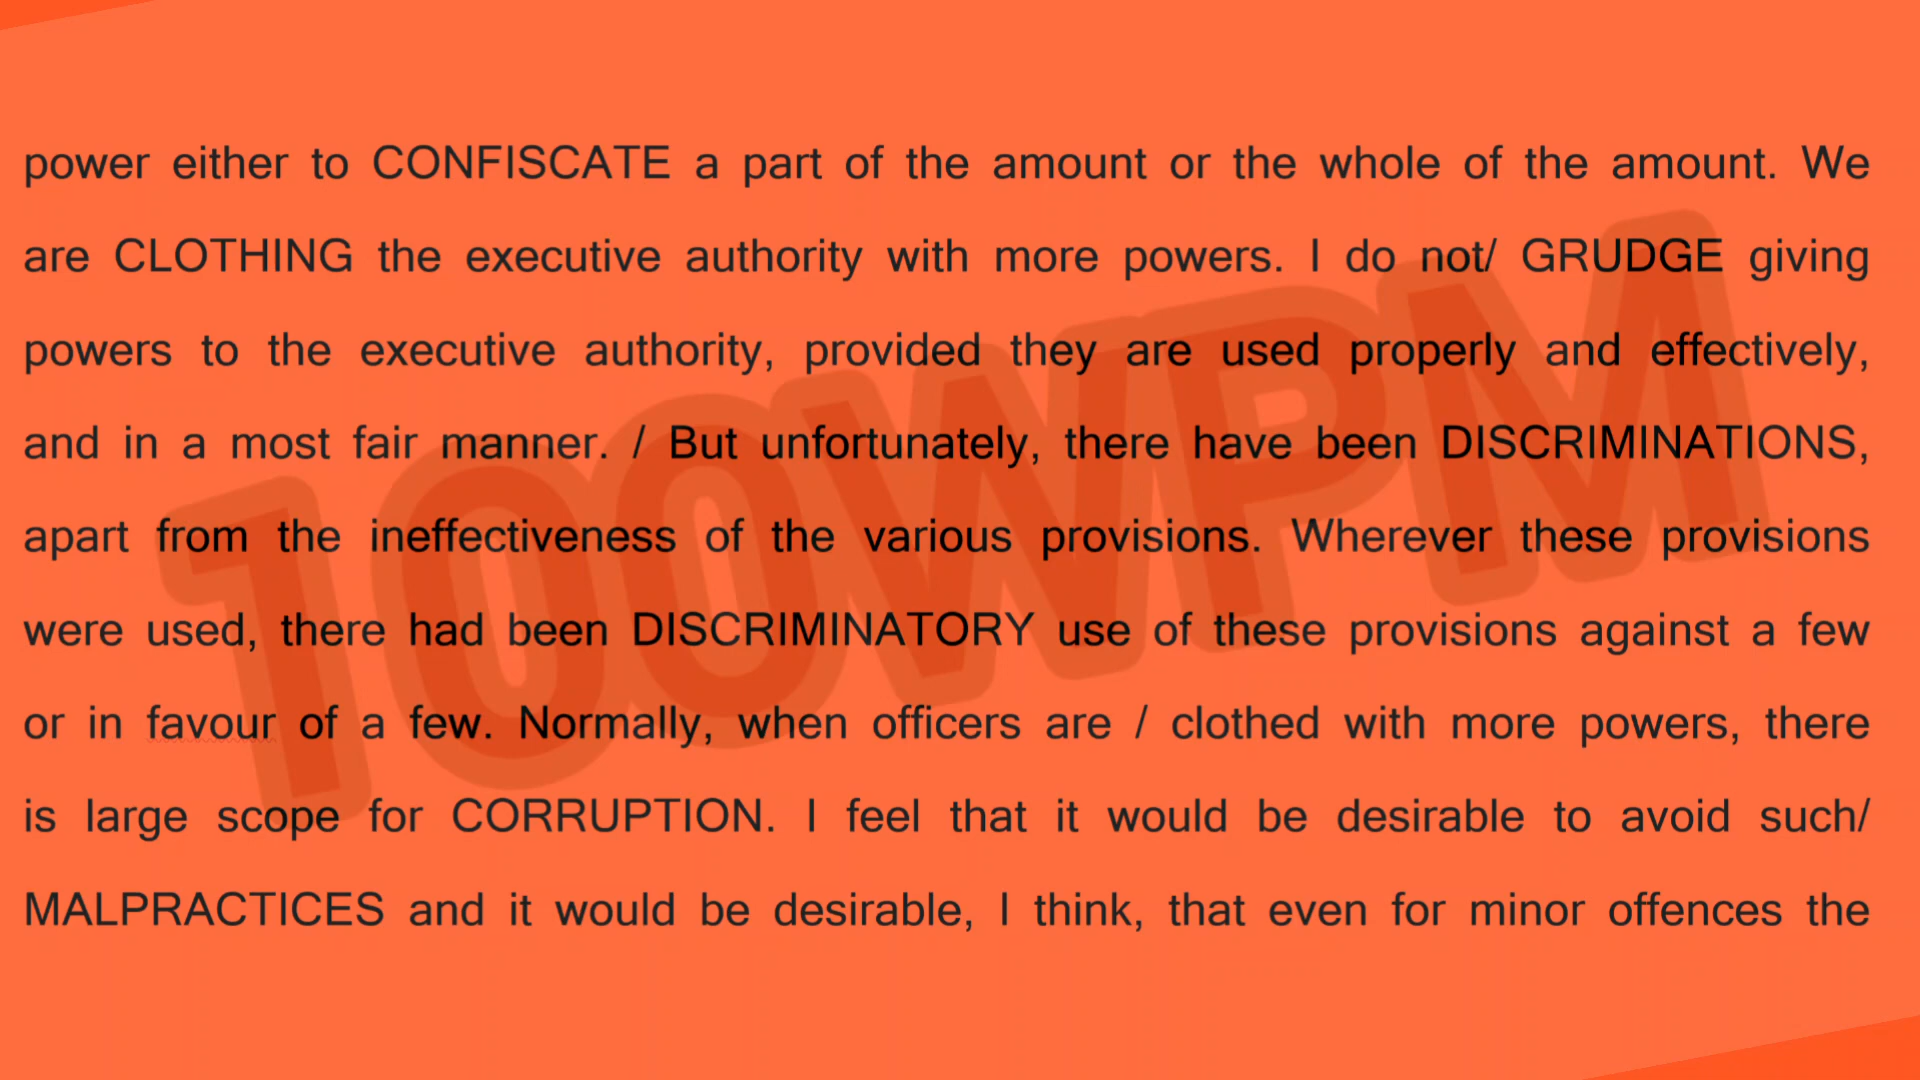 power either to CONFISCATE a part of the amount or the whole of the amount. We
are CLOTHING the executive authority with more powers. I do not/ GRUDGE giving
powers to the executive authority, provided they are used properly and effectively,
and in a most fair manner. / But unfortunately, there have been DISCRIMINATIONS,
apart from the ineffectiveness of the various provisions. Wherever these provisions
were used, there had been DISCRIMINATORY use of these provisions against a few
or in favour of a few. Normally, when officers are / clothed with more powers, there
is large scope for CORRUPTION. I feel that it would be desirable to avoid such/
MALPRACTICES and it would be desirable, I think, that even for minor offences the
100WPM